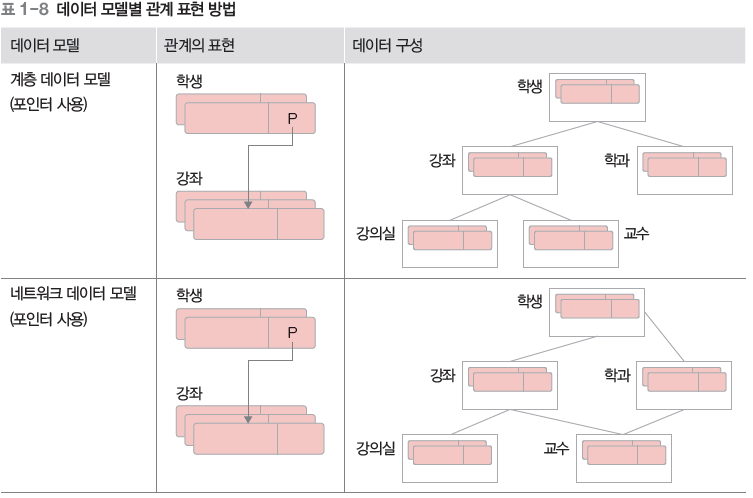 표 1-8 데이터 모델별 관계 표현 방법
데이터 모델 관계의 표현 데이터 구성
계층 데이터 모델
(포인터 사용)
학생
P
강좌
학생
강좌 학과
강의실 교수
네트워크 데이터 모델
(포인터 사용)
학생
P
강좌
학생
강좌 학과
강의실 교수